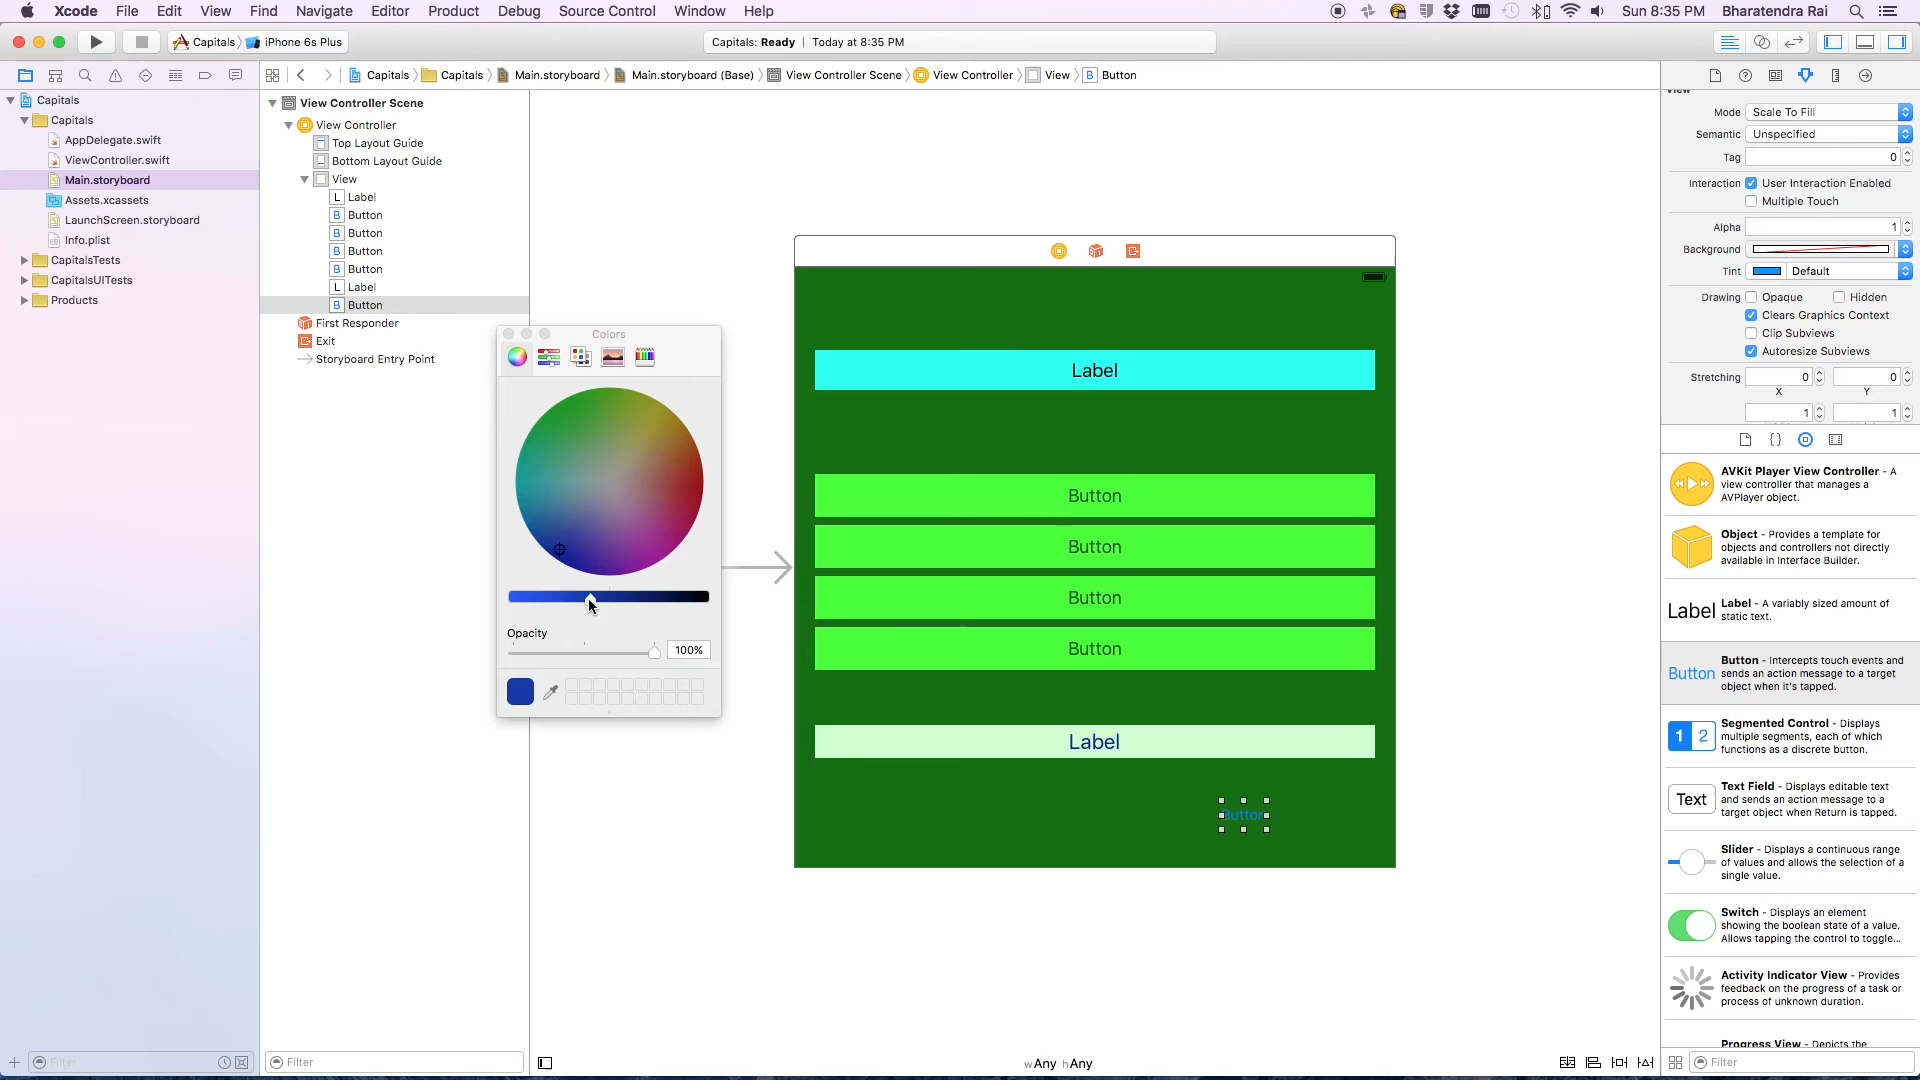 Xcode File Edit View Find Navigate Editor Product Debug Source Control Window Help Sun 8:35 PM Bharatendra Rai
Capitals iPhone 6s Plus Capitals: Ready | Today at 8:35 PM
Capitals Capitals Main.storyboard Main.storyboard (Base) View Controller Scene View Controller View B Button
Capitals
Capitals
AppDelegate.swift
ViewController.swift
Main.storyboard
Assets.xcassets
LaunchScreen.storyboard
Info.plist
CapitalsTests
CapitalsUITests
Products
Filter
View Controller Scene
View Controller
Top Layout Guide
Bottom Layout Guide
View
L Label
B Button
B Button
B Button
B Button
L Label
B Button
First Responder
Exit
Storyboard Entry Point
Filter
Colors
Opacity
100%
Label
Button
Button
Button
Button
Label
Button
wAny hAny
View
Mode Scale To Fill
Semantic Unspecified
Tag 0
Interaction User Interaction Enabled
Multiple Touch
Alpha 1
Background
Tint Default
Drawing Opaque Hidden
Clears Graphics Context
Clip Subviews
Autoresize Subviews
Stretching 0 0
X Y
1 1
AVKit Player View Controller - A
view controller that manages a
AVPlayer object.
Object - Provides a template for
objects and controllers not directly
available in Interface Builder.
Label Label - A variably sized amount of
static text.
Button Button - Intercepts touch events and
sends an action message to a target
object when it's tapped.
1 2 Segmented Control - Displays
multiple segments, each of which
functions as a discrete button.
Text Text Field - Displays editable text
and sends an action message to a
target object when Return is tapped.
Slider - Displays a continuous range
of values and allows the selection of a
single value.
Switch - Displays an element
showing the boolean state of a value.
Allows tapping the control to toggle...
Activity Indicator View - Provides
feedback on the progress of a task or
process of unknown duration.
Progress View - Depicts the
Filter